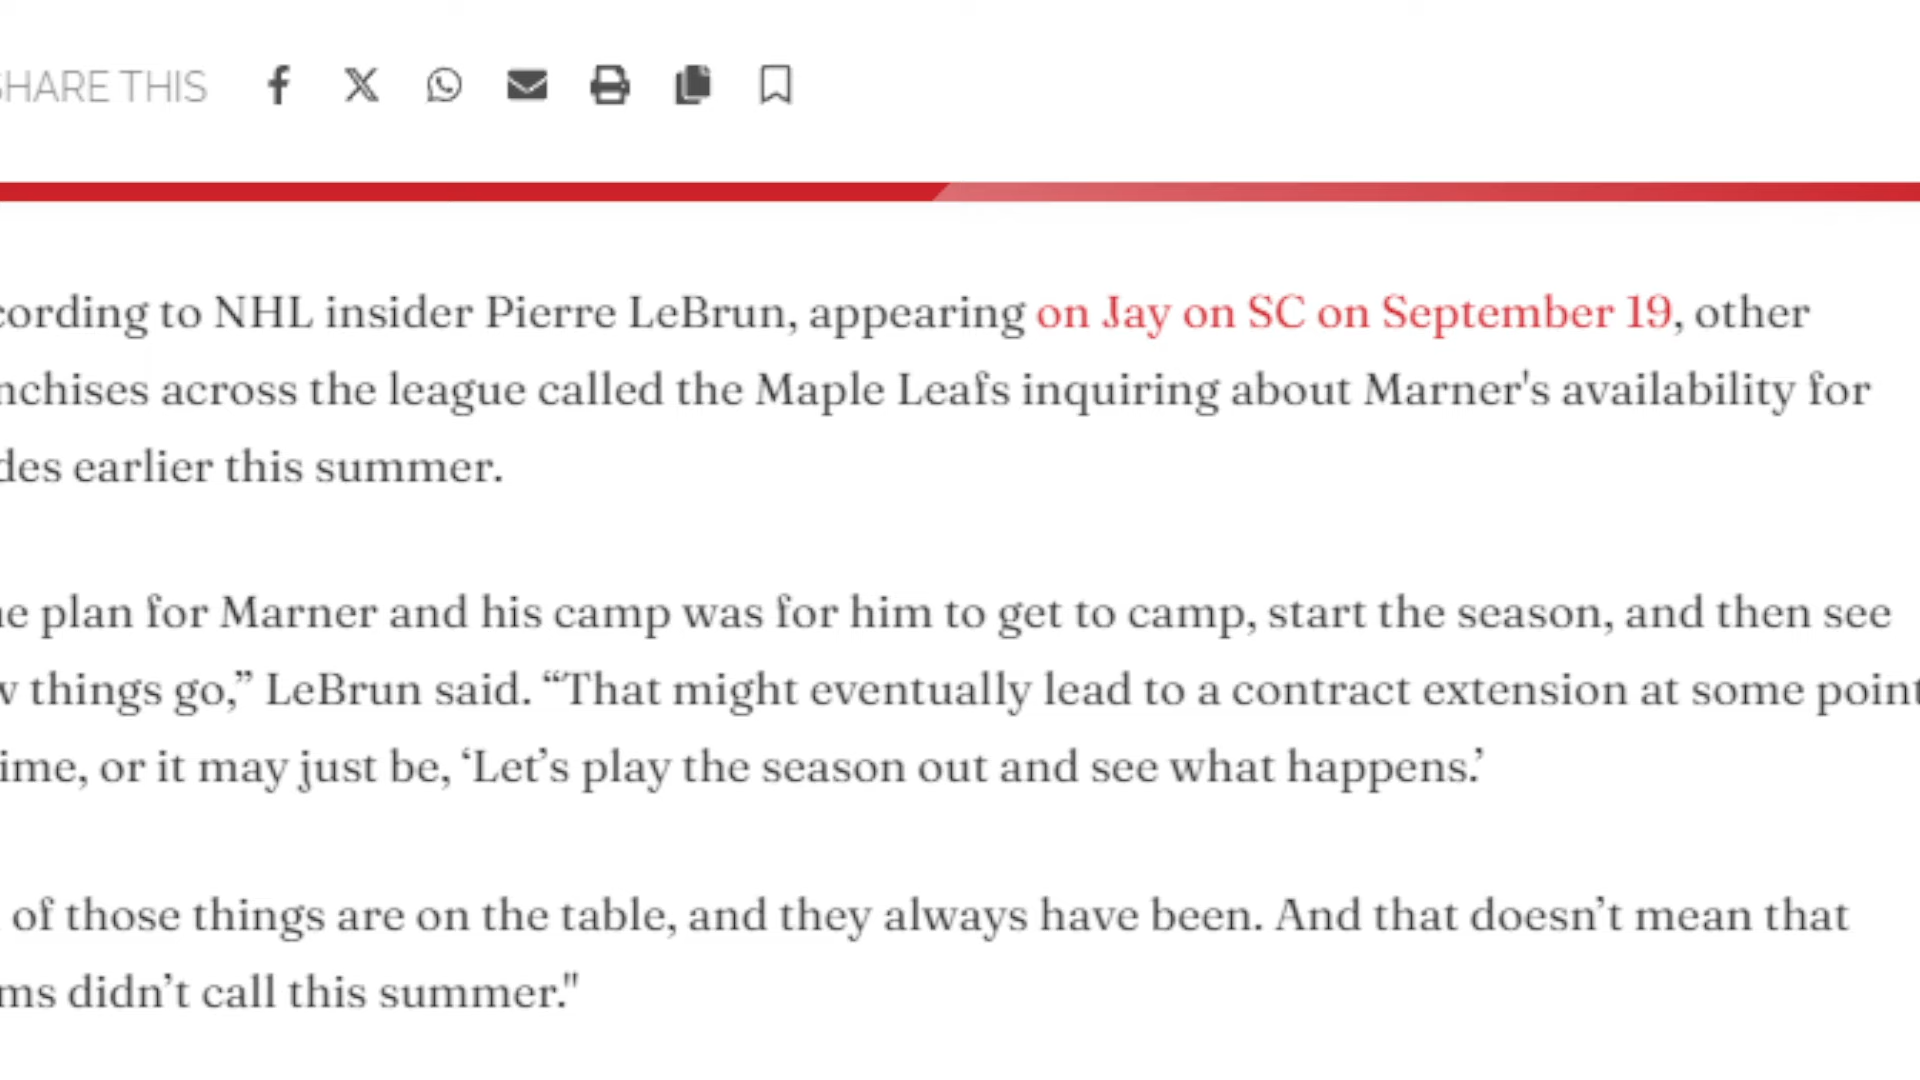 SHARE THIS
cording to NHL insider Pierre LeBrun, appearing on Jay on SC on September 19, other
nchises across the league called the Maple Leafs inquiring about Marner's availability for
des earlier this summer.
ne plan for Marner and his camp was for him to get to camp, start the season, and then see
w things go,” LeBrun said. “That might eventually lead to a contract extension at some point
ime, or it may just be, ‘Let’s play the season out and see what happens.’
of those things are on the table, and they always have been. And that doesn’t mean that
ms didn’t call this summer."